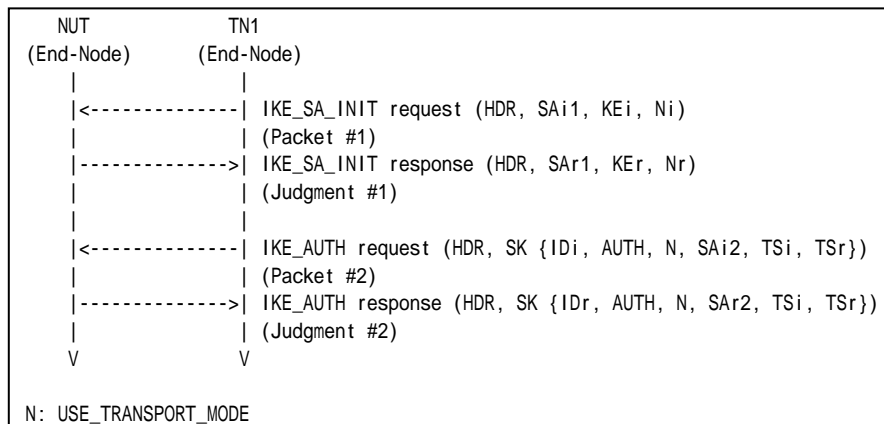 NUT TN1
(End-Node) (End-Node)
| |
|<--------------| IKE_SA_INIT request (HDR, SAi1, KEi, Ni)
| | (Packet #1)
|-------------->| IKE_SA_INIT response (HDR, SAr1, KEr, Nr)
| | (Judgment #1)
| |
|<--------------| IKE_AUTH request (HDR, SK {IDi, AUTH, N, SAi2, TSi, TSr})
| | (Packet #2)
|-------------->| IKE_AUTH response (HDR, SK {IDr, AUTH, N, SAr2, TSi, TSr})
| | (Judgment #2)
V V
N: USE_TRANSPORT_MODE